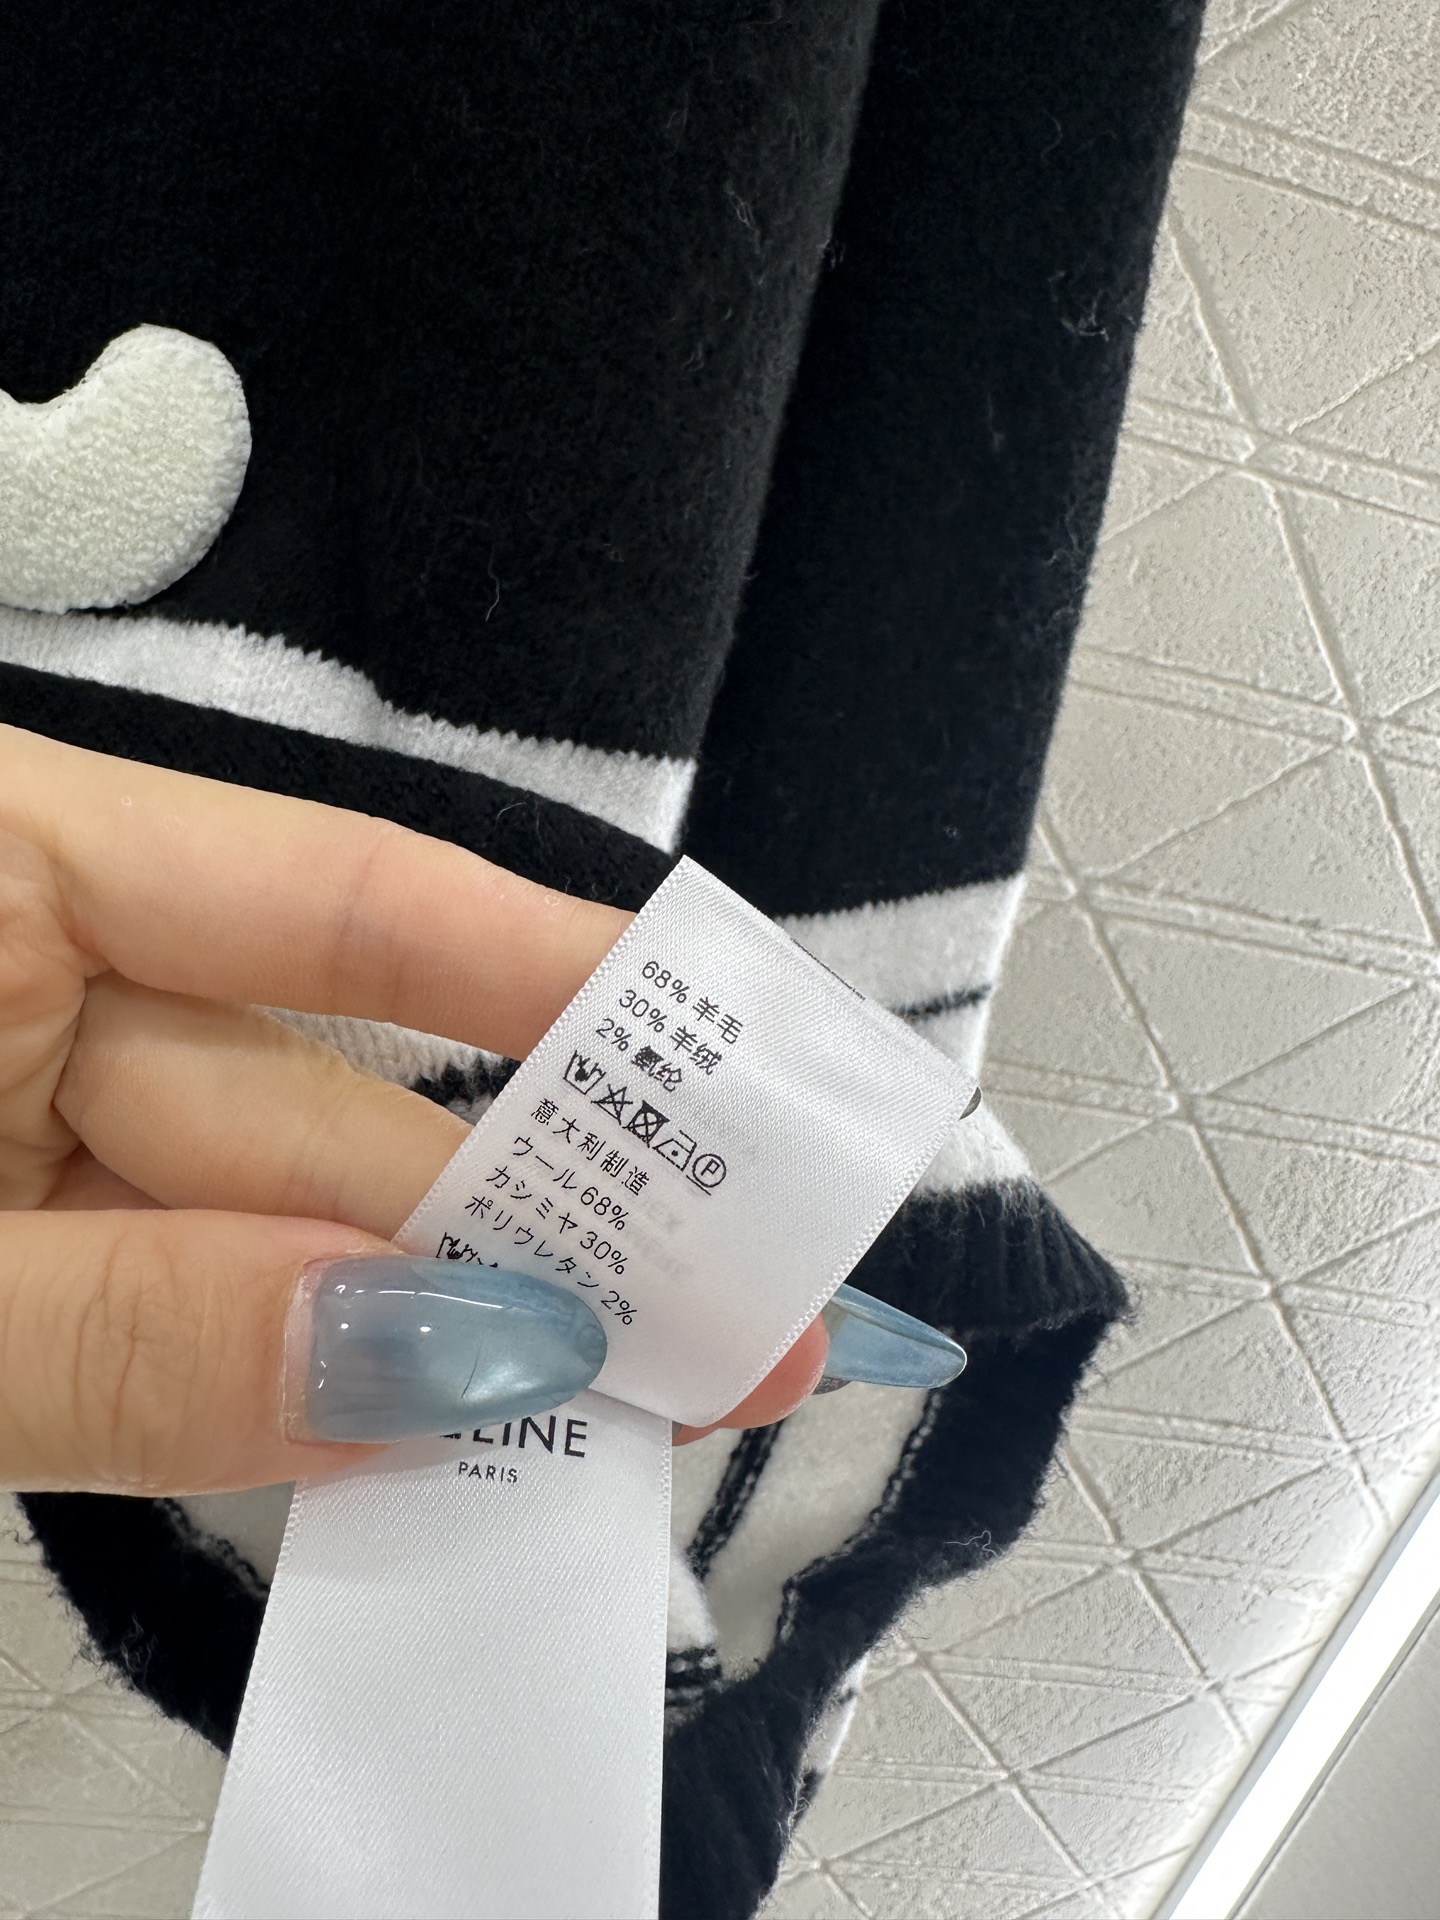 68% 羊毛
30% 羊绒
2% 氨纶
P
意大利制造
ウール 68%
カシミヤ 30%
ポリウレタン 2%
ELINE
PARIS